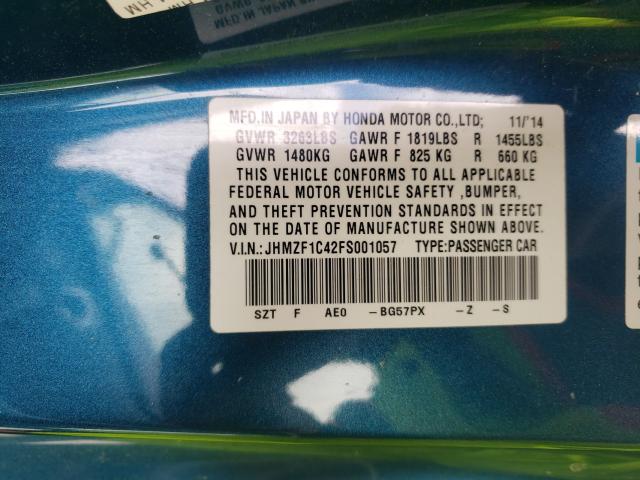 MFD.IN JAPAN BY HONDA MOTOR CO.,LTD; 11/'14
GVWR 3263LBS GAWR F 1819LBS R 1455LBS
GVWR 1480KG GAWR F 825 KG R 660 KG
THIS VEHICLE CONFORMS TO ALL APPLICABLE
FEDERAL MOTOR VEHICLE SAFETY ,BUMPER,
AND THEFT PREVENTION STANDARDS IN EFFECT
ON THE DATE OF MANUFACTURE SHOWN ABOVE.
V.I.N.:JHMZF1C42FS001057 TYPE:PASSENGER CAR
SZT F AE0 -BG57PX -Z -S